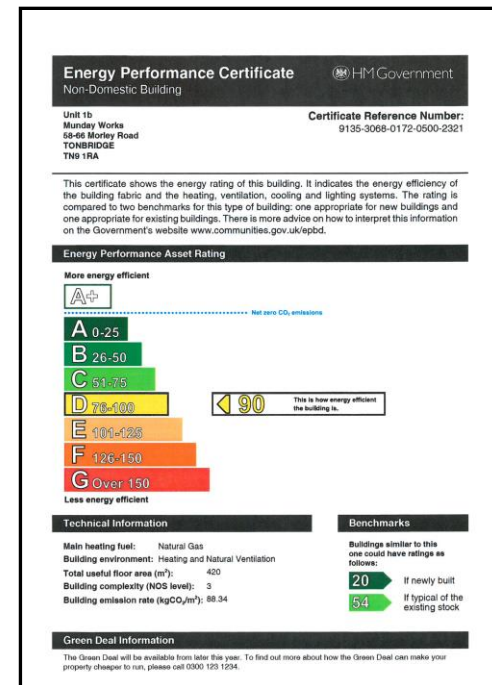 Energy Performance Certificate
HM Government
Non-Domestic Building
Unit 1b
Munday Works
58-66 Morley Road
TONBRIDGE
TN9 1RA
Certificate Reference Number:
9135-3068-0172-0500-2321
This certificate shows the energy rating of this building. It indicates the energy efficiency of
the building fabric and the heating, ventilation, cooling and lighting systems. The rating is
compared to two benchmarks for this type of building: one appropriate for new buildings and
one appropriate for existing buildings. There is more advice on how to interpret this information
on the Government's website www.communities.gov.uk/epbd.
Energy Performance Asset Rating
More energy efficient
A+
Net zero CO₂ emissions
A 0-25
B 26-50
C 51-75
D 76-100
90
This is how energy efficient
the building is.
E 101-125
F 126-150
G Over 150
Less energy efficient
Technical Information
Main heating fuel: Natural Gas
Building environment: Heating and Natural Ventilation
Total useful floor area (m²): 420
Building complexity (NOS level): 3
Building emission rate (kgCO₂/m²): 88.34
Benchmarks
Buildings similar to this
one could have ratings as
follows:
20 If newly built
54 If typical of the
existing stock
Green Deal Information
The Green Deal will be available from later this year. To find out more about how the Green Deal can make your
property cheaper to run, please call 0300 123 1234.